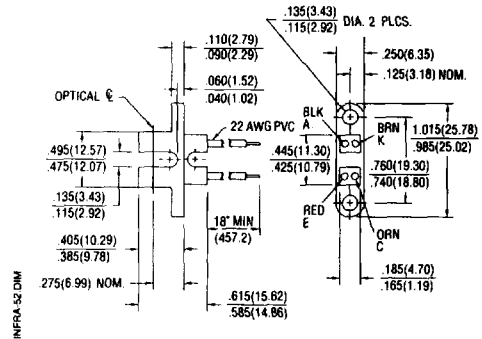 .110(2.79)
.090(2.29)
.135(3.43)
.115(2.92)
DIA. 2 PLCS.
.250(6.35)
.125(3.18) NOM.
.060(1.52)
.040(1.02)
OPTICAL ℄
22 AWG PVC
BLK
A
BRN
K
1.015(25.78)
.985(25.02)
.495(12.57)
.475(12.07)
.445(11.30)
.425(10.79)
.760(19.30)
.740(18.80)
.135(3.43)
.115(2.92)
18" MIN
(457.2)
RED
E
ORN
C
.405(10.29)
.385(9.78)
.275(6.99) NOM.
.185(4.70)
.165(1.19)
.615(15.62)
.585(14.86)
INFRA-52.DIM